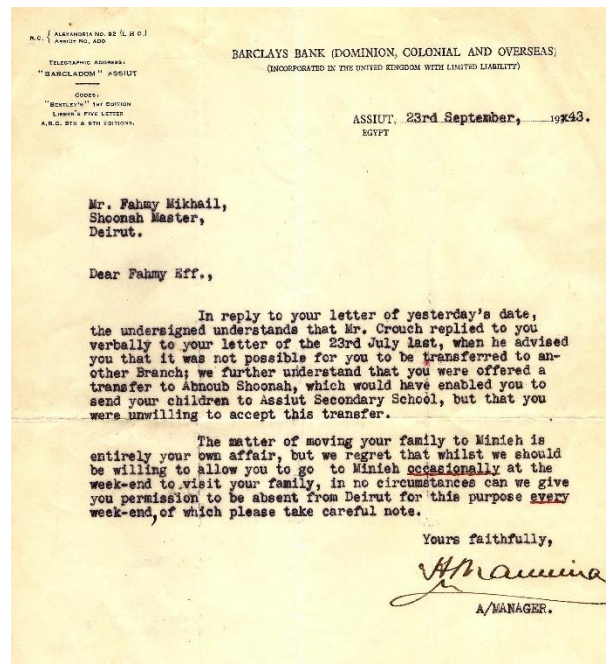 R.C. { ALEXANDRIA NO. 92 (L.M.O.)
ASSIUT NO. ADD
TELEGRAPHIC ADDRESS:
"BARCLADOM" ASSIUT
CODES:
"BENTLEY'S" 1ST EDITION
LIEBER'S FIVE LETTER
A.B.C. 5TH & 6TH EDITIONS.
BARCLAYS BANK (DOMINION, COLONIAL AND OVERSEAS)
(INCORPORATED IN THE UNITED KINGDOM WITH LIMITED LIABILITY)
ASSIUT, 23rd September, 1943.
EGYPT
Mr. Fahmy Mikhail,
Shoonah Master,
Deirut.
Dear Fahmy Eff.,
In reply to your letter of yesterday's date,
the undersigned understands that Mr. Crouch replied to you
verbally to your letter of the 23rd July last, when he advised
you that it was not possible for you to be transferred to an-
other Branch; we further understand that you were offered a
transfer to Abnoub Shoonah, which would have enabled you to
send your children to Assiut Secondary School, but that you
were unwilling to accept this transfer.
The matter of moving your family to Minieh is
entirely your own affair, but we regret that whilst we should
be willing to allow you to go to Minieh occasionally at the
week-end to visit your family, in no circumstances can we give
you permission to be absent from Deirut for this purpose every
week-end, of which please take careful note.
Yours faithfully,
A/MANAGER.